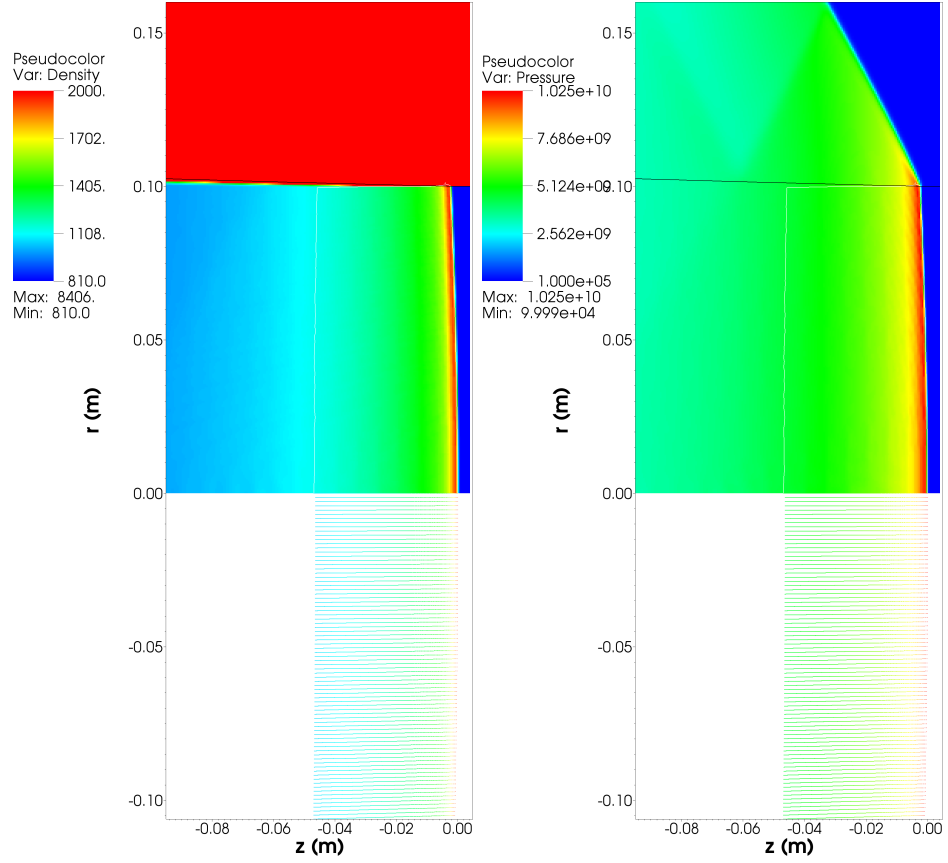 Pseudocolor
Var: Density
2000.
1702.
1405.
1108.
810.0
Max: 8406.
Min: 810.0
0.15
0.10
0.05
0.00
-0.05
-0.10
r (m)
-0.08 -0.06 -0.04 -0.02 0.00
z (m)
Pseudocolor
Var: Pressure
1.025e+10
7.686e+09
5.124e+09
2.562e+09
1.000e+05
Max: 1.025e+10
Min: 9.999e+04
0.15
0.10
0.05
0.00
-0.05
-0.10
r (m)
-0.08 -0.06 -0.04 -0.02 0.00
z (m)